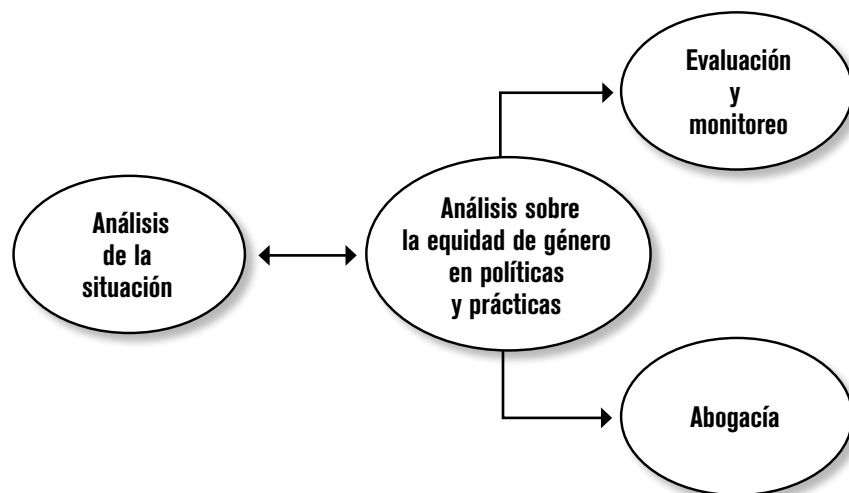 Análisis
de la
situación
Análisis sobre
la equidad de género
en políticas
y prácticas
Evaluación
y
monitoreo
Abogacía